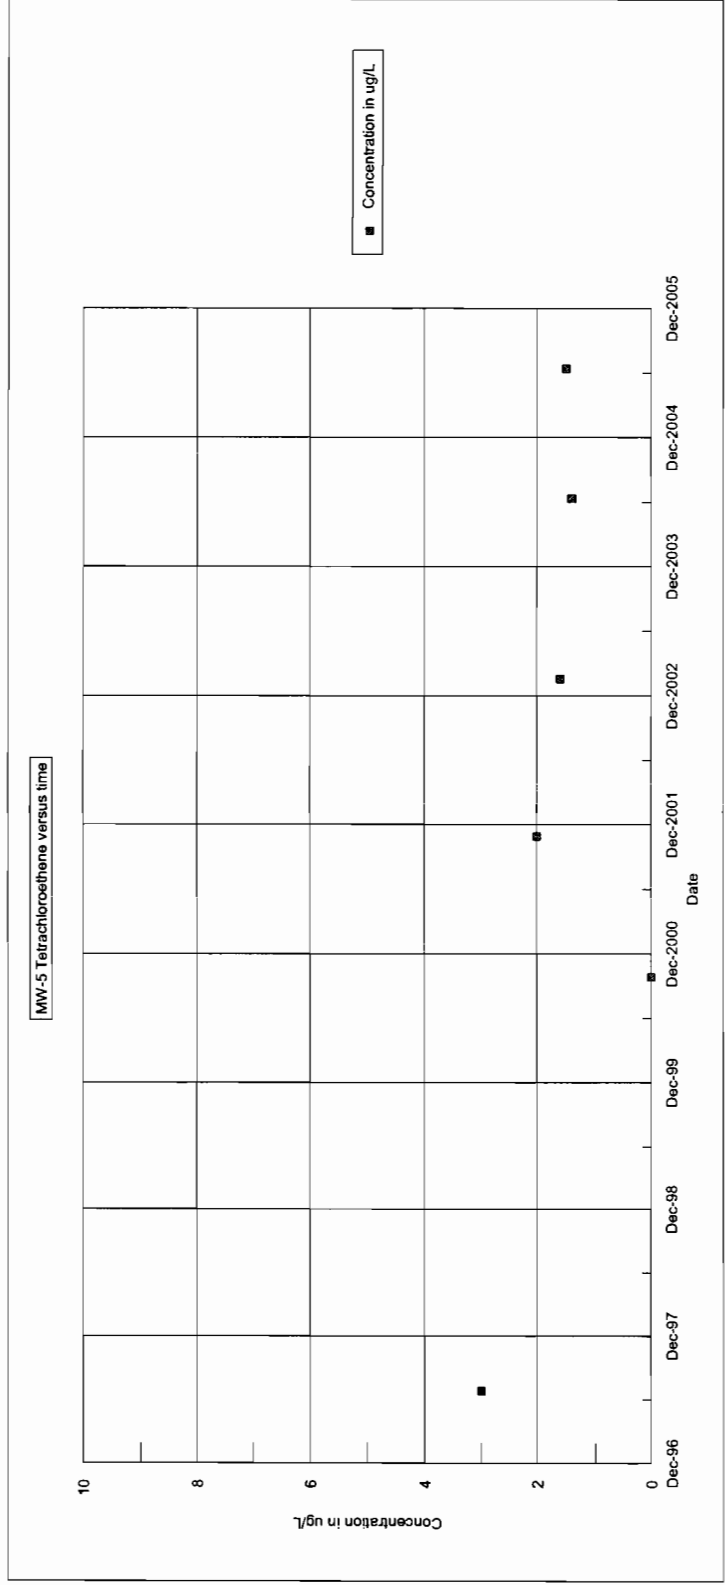 MW-5 Tetrachloroethene versus time
10
8
6
4
2
0
Concentration in ug/L
Dec-96
Dec-97
Dec-98
Dec-99
Dec-2000
Dec-2001
Dec-2002
Dec-2003
Dec-2004
Dec-2005
Date
Concentration in ug/L